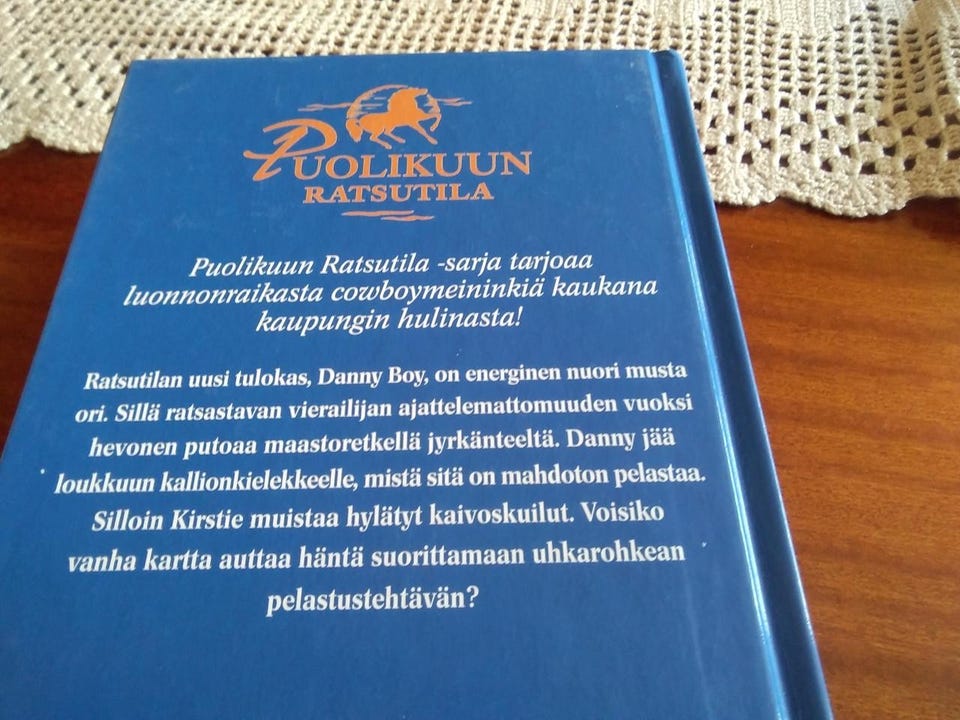 PUOLIKUUN
RATSUTILA
Puolikuun Ratsutila -sarja tarjoaa
luonnonraikasta cowboymeininkiä kaukana
kaupungin hulinasta!
Ratsutilan uusi tulokas, Danny Boy, on energinen nuori musta
ori. Sillä ratsastavan vierailijan ajattelemattomuuden vuoksi
hevonen putoaa maastoretkellä jyrkänteeltä. Danny jää
loukkuun kallionkielekkeelle, mistä sitä on mahdoton pelastaa.
Silloin Kirstie muistaa hylätyt kaivoskuilut. Voisiko
vanha kartta auttaa häntä suorittamaan uhkarohkean
pelastustehtävän?